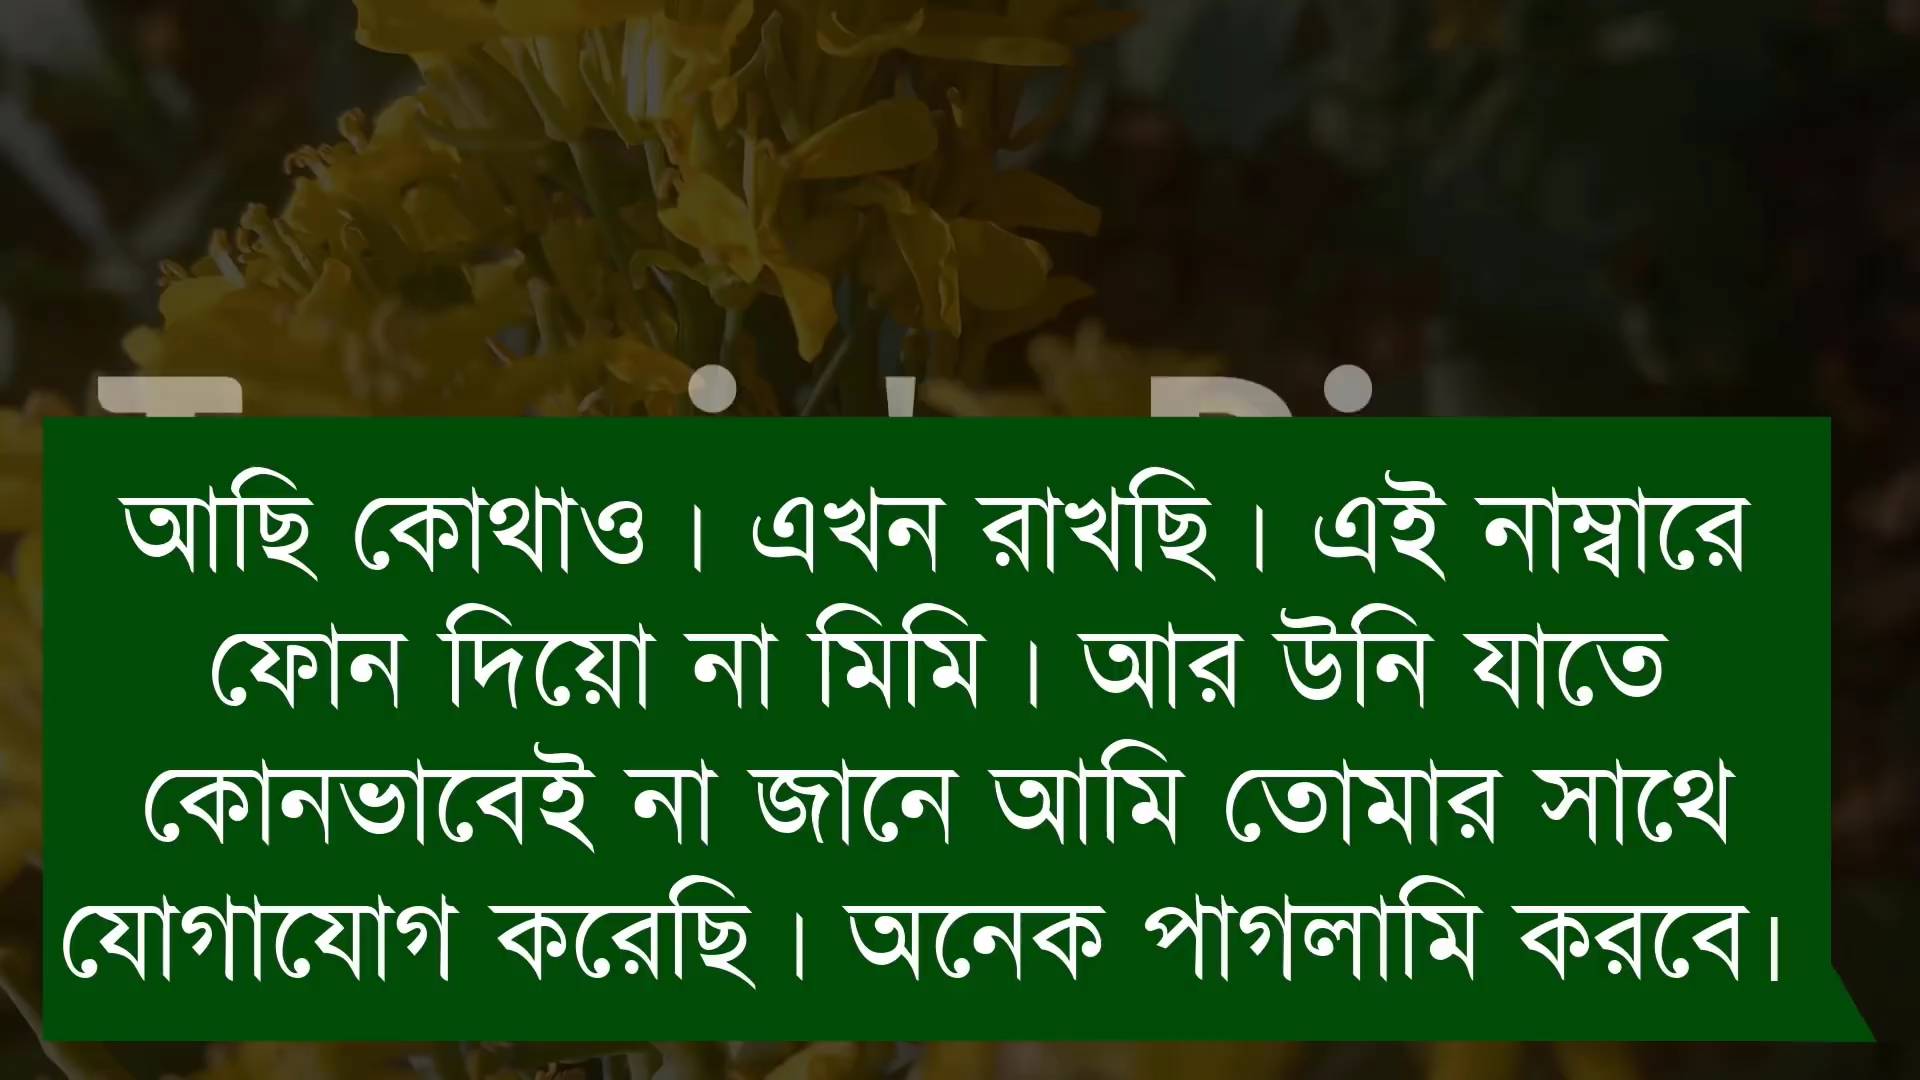 আছি কোথাও । এখন রাখছি । এই নাম্বারে
ফোন দিয়ো না মিমি । আর উনি যাতে
কোনভাবেই না জানে আমি তোমার সাথে
যোগাযোগ করেছি । অনেক পাগলামি করবে।